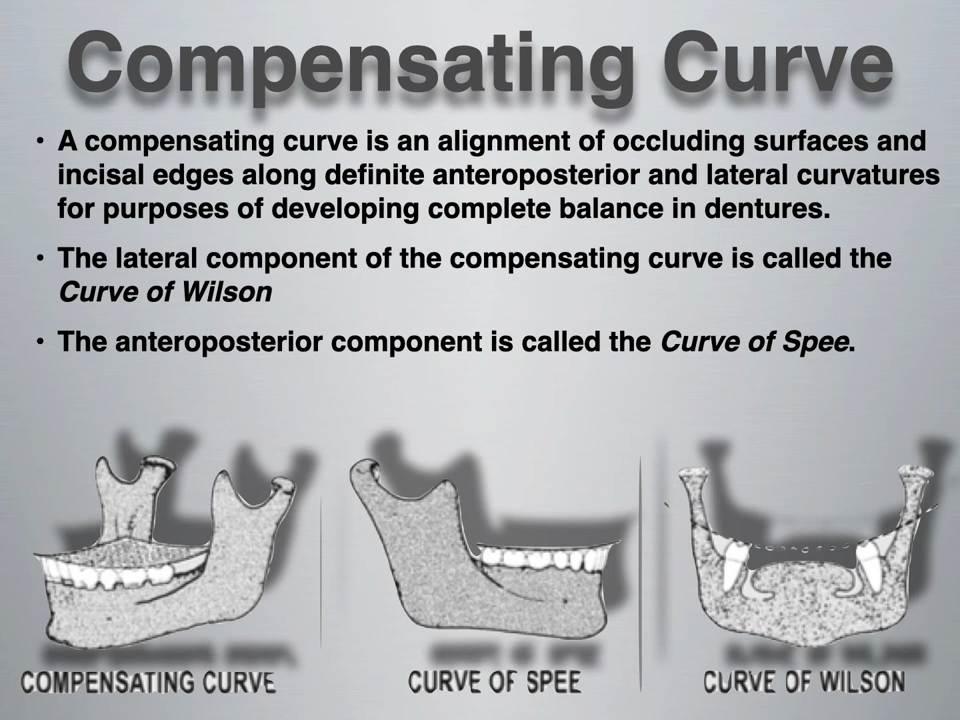 Compensating Curve
• A compensating curve is an alignment of occluding surfaces and
incisal edges along definite anteroposterior and lateral curvatures
for purposes of developing complete balance in dentures.
• The lateral component of the compensating curve is called the
Curve of Wilson
• The anteroposterior component is called the Curve of Spee.
COMPENSATING CURVE
CURVE OF SPEE
CURVE OF WILSON